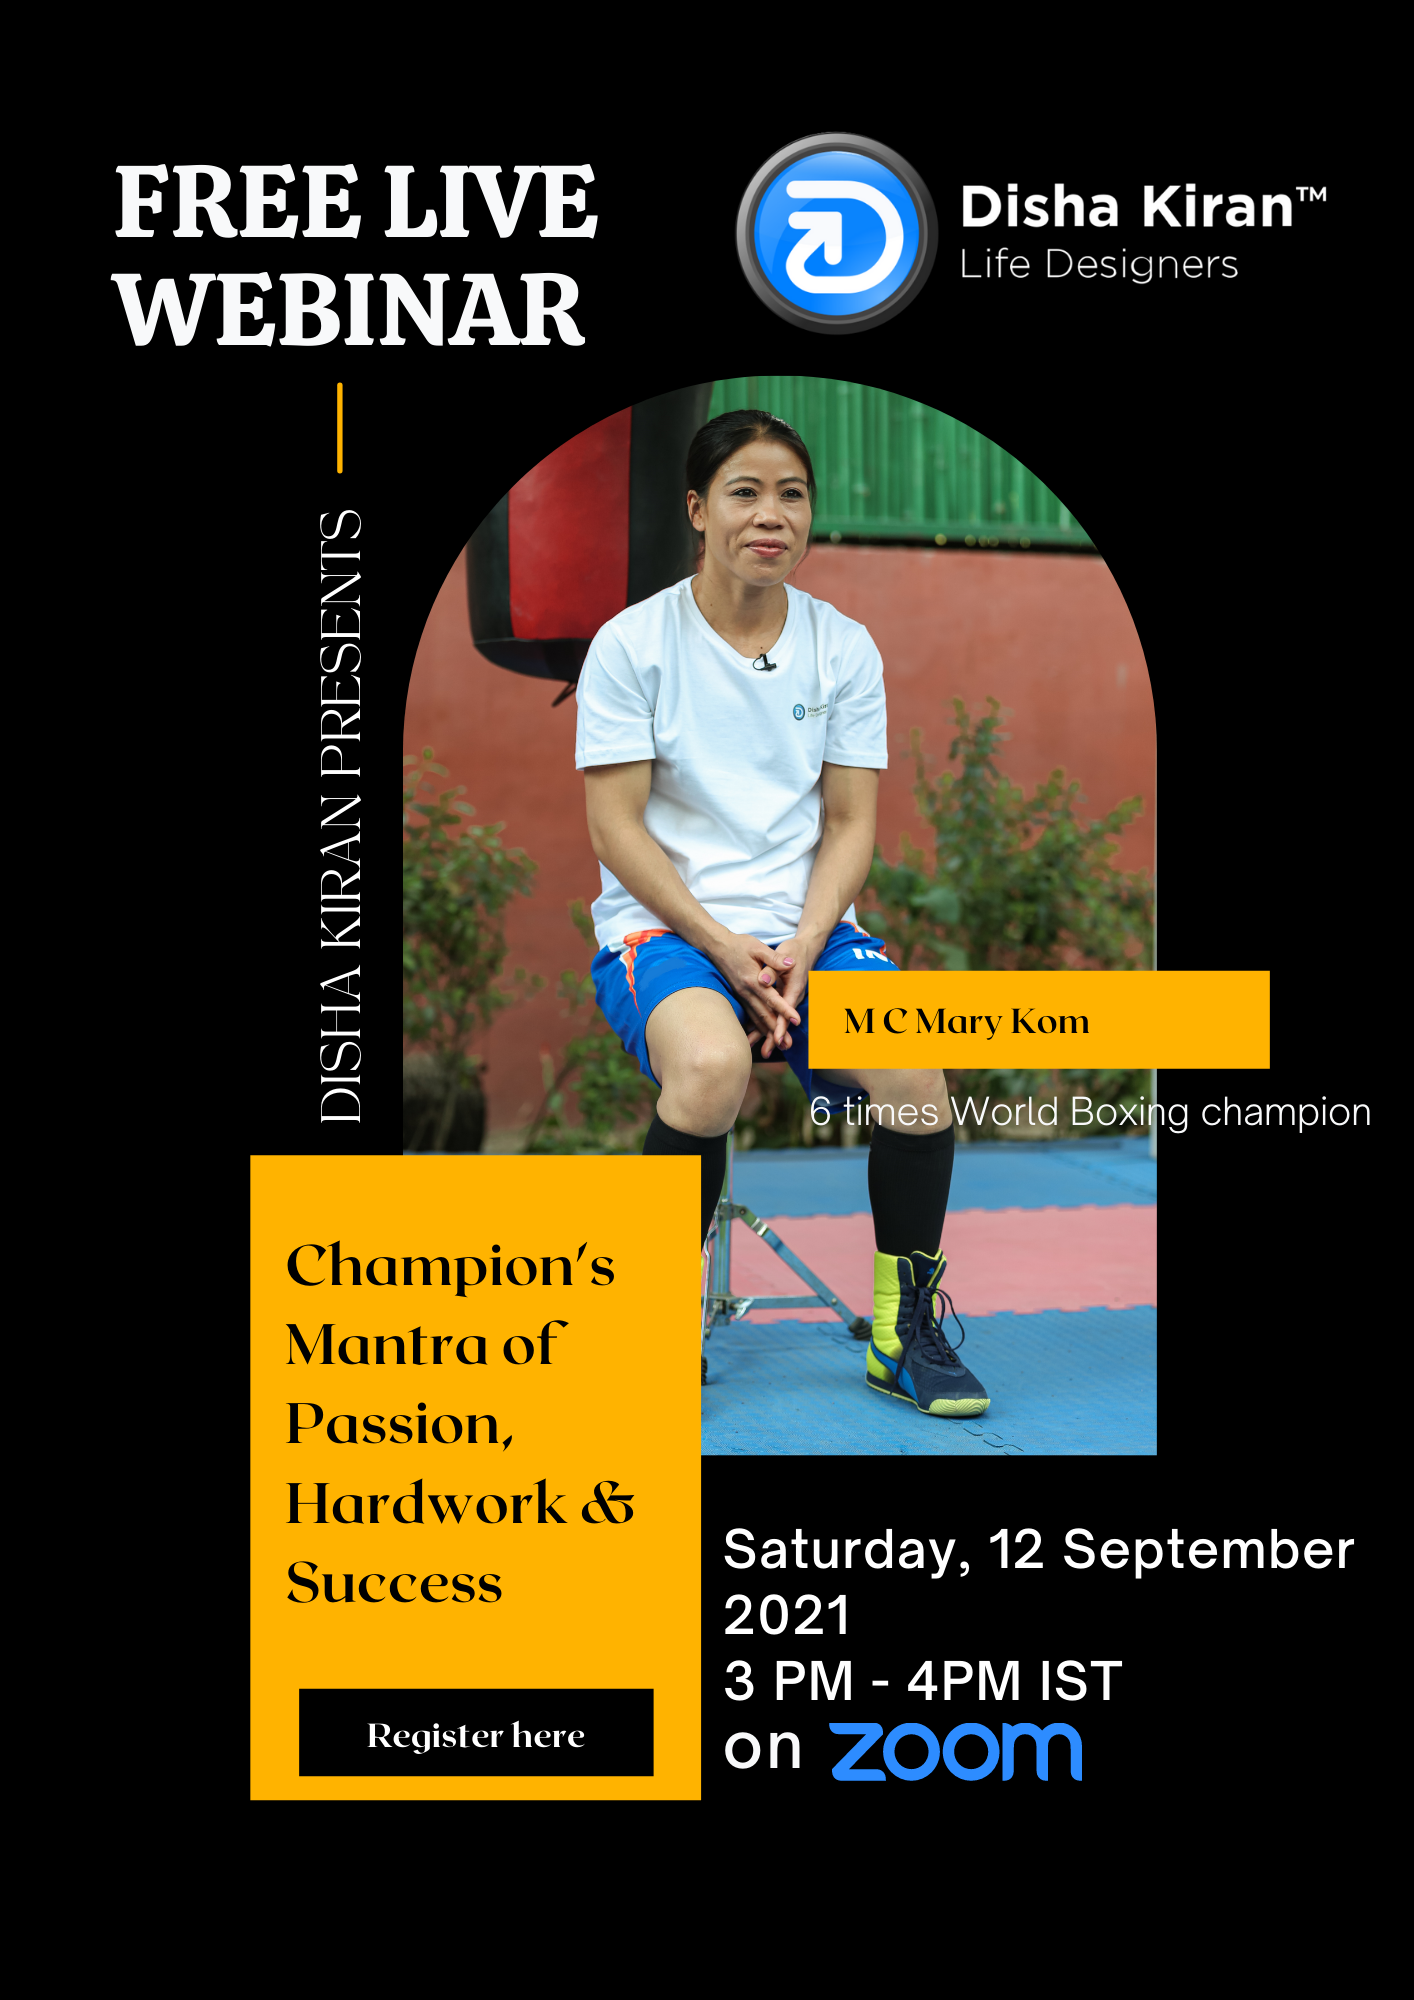 FREE LIVE
WEBINAR
Disha Kiran™
Life Designers
DISHA KIRAN PRESENTS
M C Mary Kom
6 times World Boxing champion
Champion's
Mantra of
Passion,
Hardwork &
Success
Register here
Saturday, 12 September
2021
3 PM - 4PM IST
on zoom